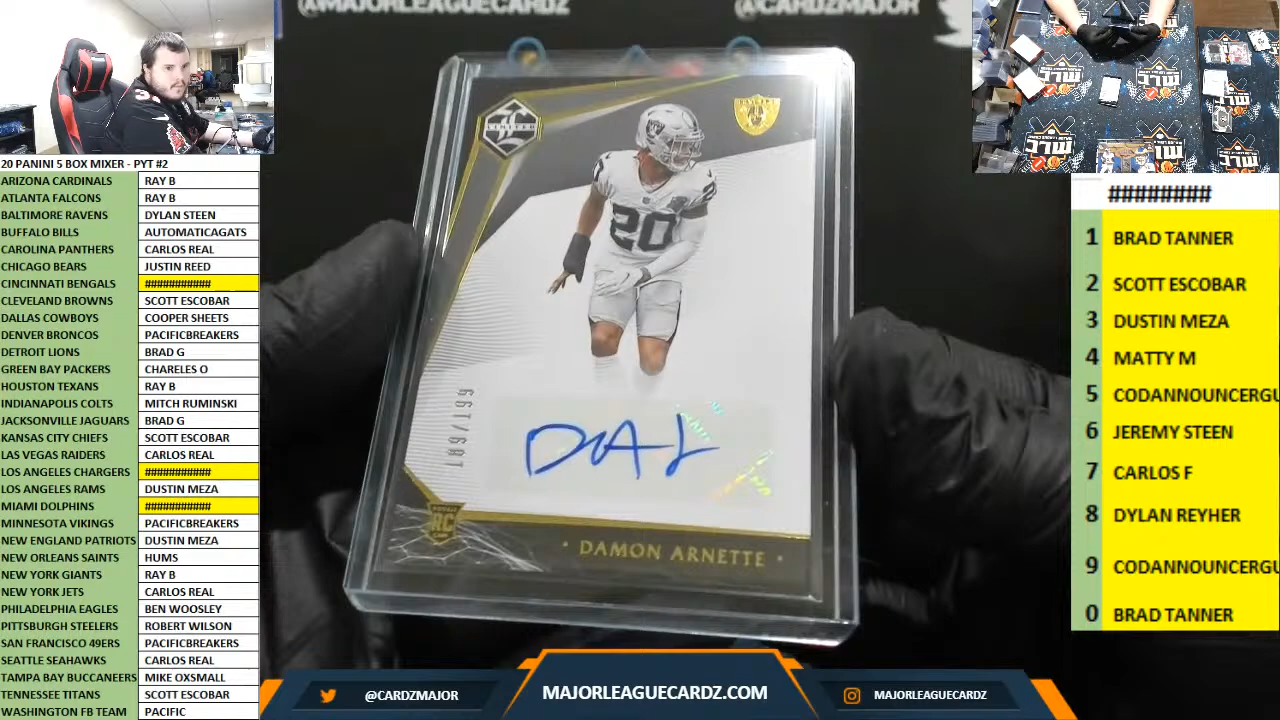 @MAJORLEAGUECARDZ
@CARDZMAJOR
20 PANINI 5 BOX MIXER - PYT #2
ARIZONA CARDINALS RAY B
ATLANTA FALCONS RAY B
BALTIMORE RAVENS DYLAN STEEN
BUFFALO BILLS AUTOMATICAGATS
CAROLINA PANTHERS CARLOS REAL
CHICAGO BEARS JUSTIN REED
CINCINNATI BENGALS ###########
CLEVELAND BROWNS SCOTT ESCOBAR
DALLAS COWBOYS COOPER SHEETS
DENVER BRONCOS PACIFICBREAKERS
DETROIT LIONS BRAD G
GREEN BAY PACKERS CHARELES O
HOUSTON TEXANS RAY B
INDIANAPOLIS COLTS MITCH RUMINSKI
JACKSONVILLE JAGUARS BRAD G
KANSAS CITY CHIEFS SCOTT ESCOBAR
LAS VEGAS RAIDERS CARLOS REAL
LOS ANGELES CHARGERS ###########
LOS ANGELES RAMS DUSTIN MEZA
MIAMI DOLPHINS ###########
MINNESOTA VIKINGS PACIFICBREAKERS
NEW ENGLAND PATRIOTS DUSTIN MEZA
NEW ORLEANS SAINTS HUMS
NEW YORK GIANTS RAY B
NEW YORK JETS CARLOS REAL
PHILADELPHIA EAGLES BEN WOOSLEY
PITTSBURGH STEELERS ROBERT WILSON
SAN FRANCISCO 49ERS PACIFICBREAKERS
SEATTLE SEAHAWKS CARLOS REAL
TAMPA BAY BUCCANEERS MIKE OXSMALL
TENNESSEE TITANS SCOTT ESCOBAR
WASHINGTON FB TEAM PACIFIC
LIMITED
RAIDERS
20
20
189/199
DAL
RC
• DAMON ARNETTE •
########
1 BRAD TANNER
2 SCOTT ESCOBAR
3 DUSTIN MEZA
4 MATTY M
5 CODANNOUNCERGU
6 JEREMY STEEN
7 CARLOS F
8 DYLAN REYHER
9 CODANNOUNCERGU
0 BRAD TANNER
@CARDZMAJOR
MAJORLEAGUECARDZ.COM
MAJORLEAGUECARDZ